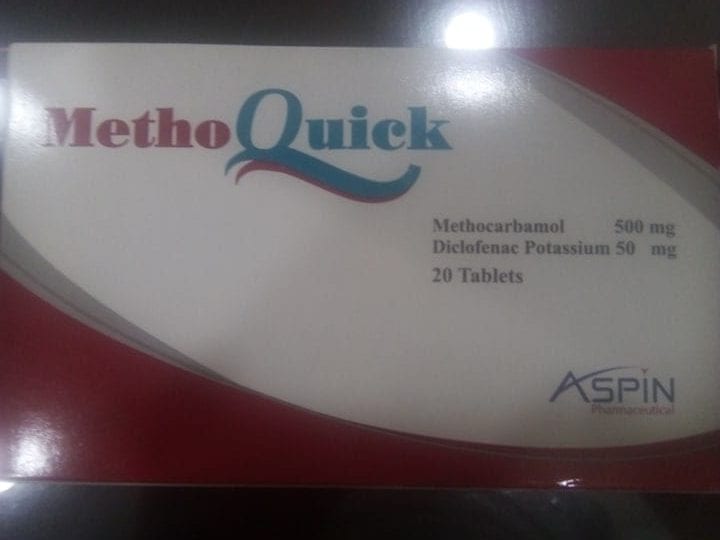 MethoQuick
Methocarbamol 500 mg
Diclofenac Potassium 50 mg
20 Tablets
ASPIN
Pharmaceutical